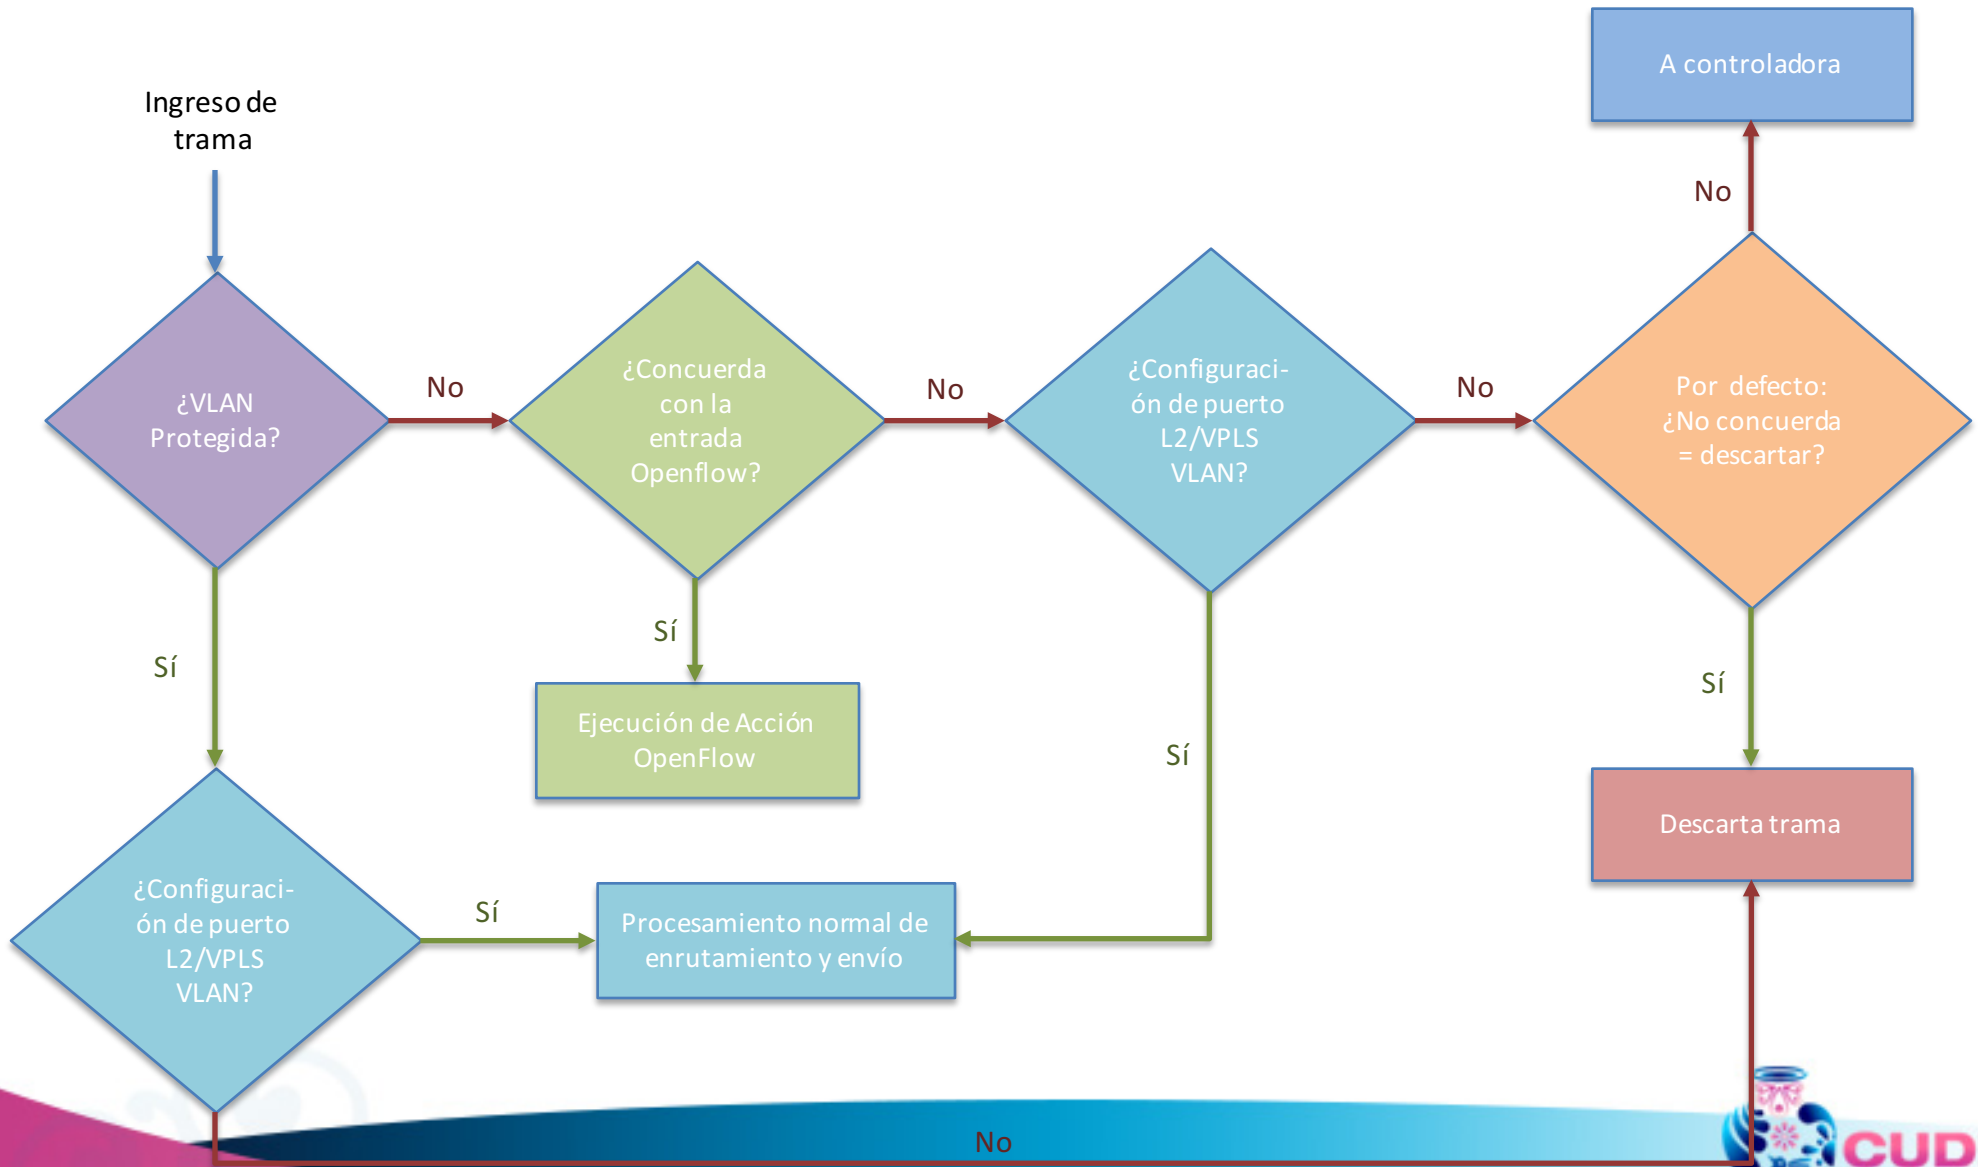 A controladora
Ingreso de
trama
No
¿VLAN
Protegida?
No
¿Concuerda
con la
entrada
Openflow?
No
¿Configuraci-
ón de puerto
L2/VPLS
VLAN?
No
Por defecto:
¿No concuerda
= descartar?
Sí
Sí
Ejecución de Acción
OpenFlow
Sí
Sí
Descarta trama
¿Configuraci-
ón de puerto
L2/VPLS
VLAN?
Sí
Procesamiento normal de
enrutamiento y envío
No
CUD